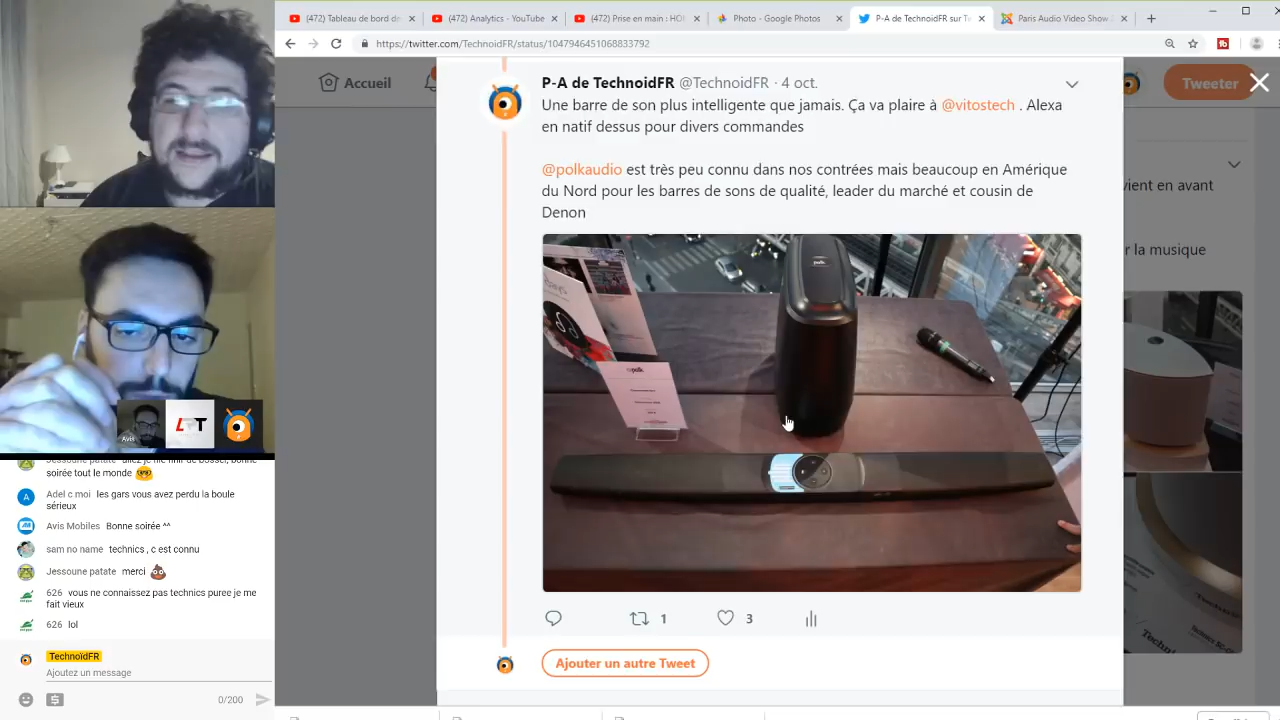 (472) Tableau de bord de
(472) Analytics - YouTube
(472) Prise en main : HO
Photo - Google Photos
P-A de TechnoidFR sur Tw
Paris Audio Video Show
https://twitter.com/TechnoidFR/status/1047946451068833792
Accueil
Tweeter
P-A de TechnoidFR @TechnoidFR · 4 oct.
Une barre de son plus intelligente que jamais. Ça va plaire à @vitostech . Alexa
en natif dessus pour divers commandes
@polkaudio est très peu connu dans nos contrées mais beaucoup en Amérique
du Nord pour les barres de sons de qualité, leader du marché et cousin de
Denon
polk
polk
1
3
Ajouter un autre Tweet
vient en avant
r la musique
Avis
LTT
soirée tout le monde
Adel c moi les gars vous avez perdu la boule
sérieux
Avis Mobiles Bonne soirée ^^
sam no name technics , c est connu
Jessoune patate merci
626 vous ne connaissez pas technics puree je me
fait vieux
626 lol
TechnoïdFR
Ajoutez un message
0/200